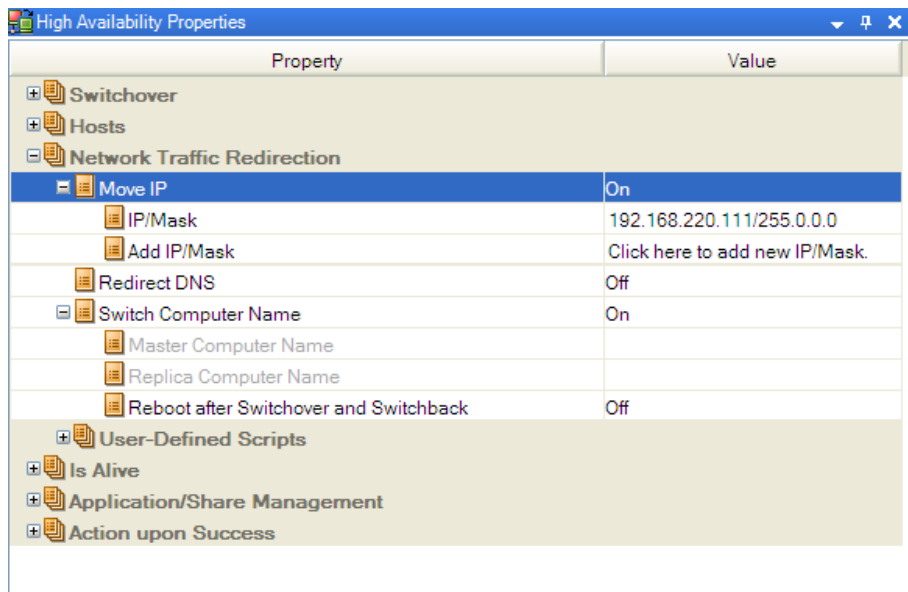 High Availability Properties
Property Value
Switchover
Hosts
Network Traffic Redirection
Move IP On
IP/Mask 192.168.220.111/255.0.0.0
Add IP/Mask Click here to add new IP/Mask.
Redirect DNS Off
Switch Computer Name On
Master Computer Name
Replica Computer Name
Reboot after Switchover and Switchback Off
User-Defined Scripts
Is Alive
Application/Share Management
Action upon Success